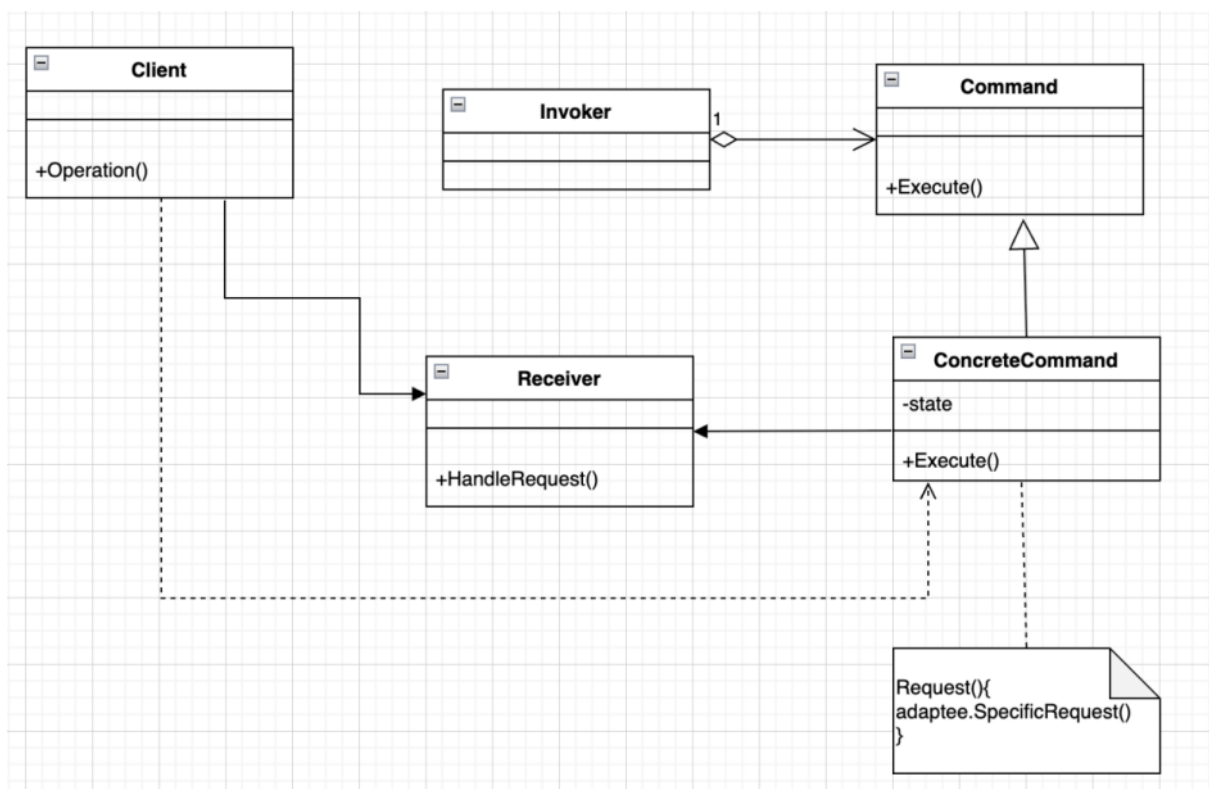 Client
+Operation()
Invoker
1
Command
+Execute()
Receiver
+HandleRequest()
ConcreteCommand
-state
+Execute()
Request(){
adaptee.SpecificRequest()
}